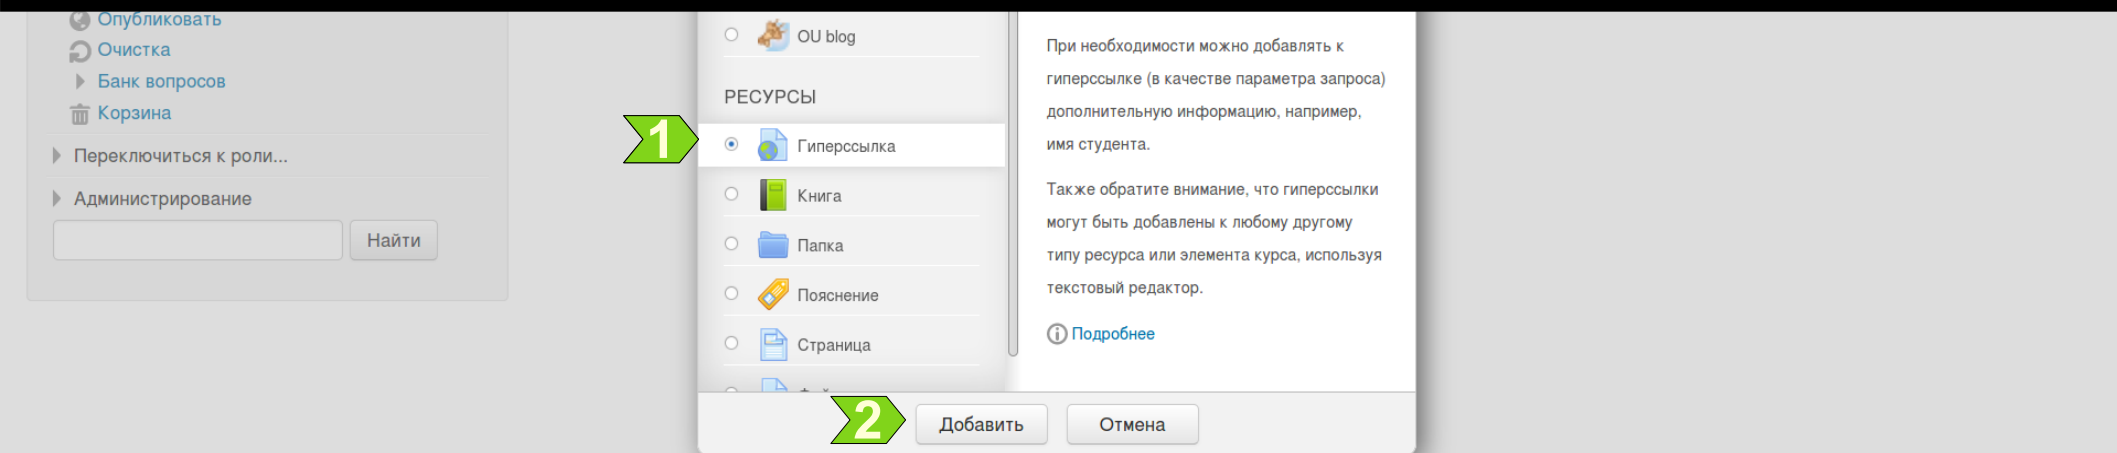 Опубликовать
Очистка
Банк вопросов
Корзина
Переключиться к роли...
Администрирование
Найти
OU blog
РЕСУРСЫ
1
Гиперссылка
Книга
Папка
Пояснение
Страница
При необходимости можно добавлять к
гиперссылке (в качестве параметра запроса)
дополнительную информацию, например,
имя студента.
Также обратите внимание, что гиперссылки
могут быть добавлены к любому другому
типу ресурса или элемента курса, используя
текстовый редактор.
Подробнее
2
Добавить
Отмена